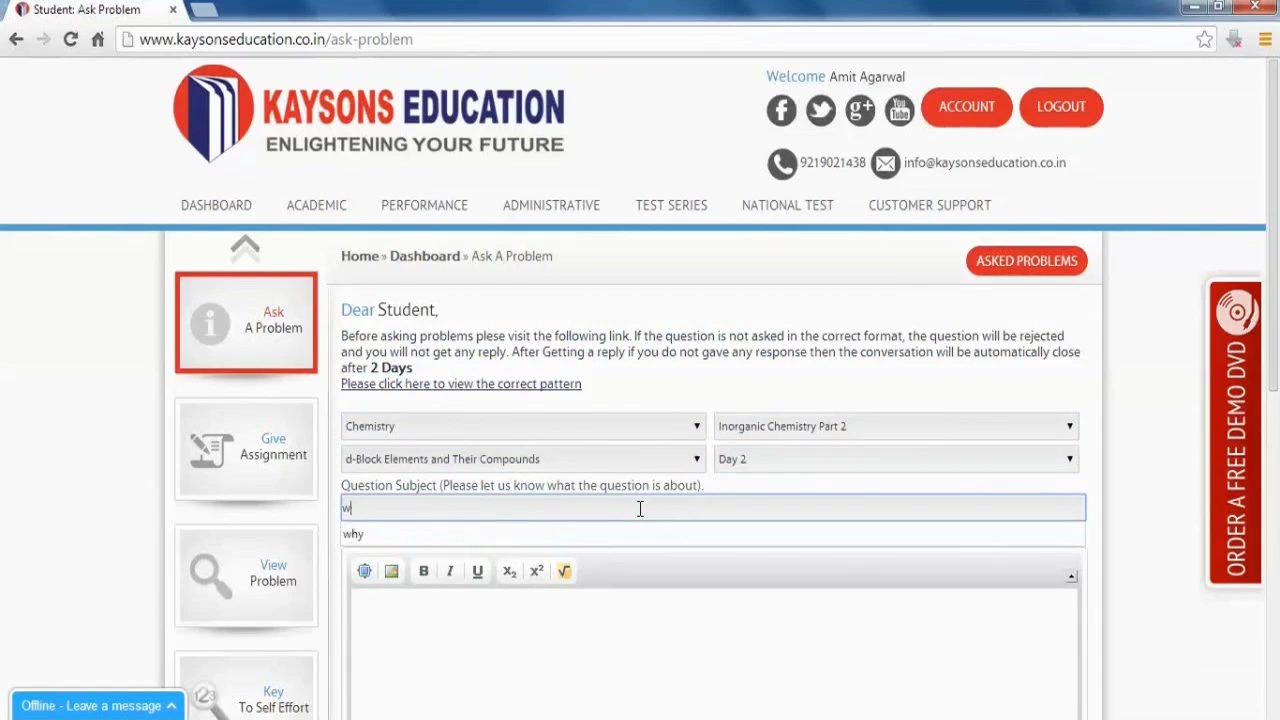 Student: Ask Problem
www.kaysonseducation.co.in/ask-problem
Welcome Amit Agarwal
KAYSONS EDUCATION
ENLIGHTENING YOUR FUTURE
f g+ You Tube ACCOUNT LOGOUT
9219021438 info@kaysonseducation.co.in
DASHBOARD ACADEMIC PERFORMANCE ADMINISTRATIVE TEST SERIES NATIONAL TEST CUSTOMER SUPPORT
Home » Dashboard » Ask A Problem
ASKED PROBLEMS
Ask
A Problem
Give
Assignment
View
Problem
123
Key
To Self Effort
Dear Student,
Before asking problems plese visit the following link. If the question is not asked in the correct format, the question will be rejected
and you will not get any reply. After Getting a reply if you do not gave any response then the conversation will be automatically close
after 2 Days
Please click here to view the correct pattern
Chemistry Inorganic Chemistry Part 2
d-Block Elements and Their Compounds Day 2
Question Subject (Please let us know what the question is about).
w
why
B I U X2 X2 √
ORDER A FREE DEMO DVD
Offline - Leave a message